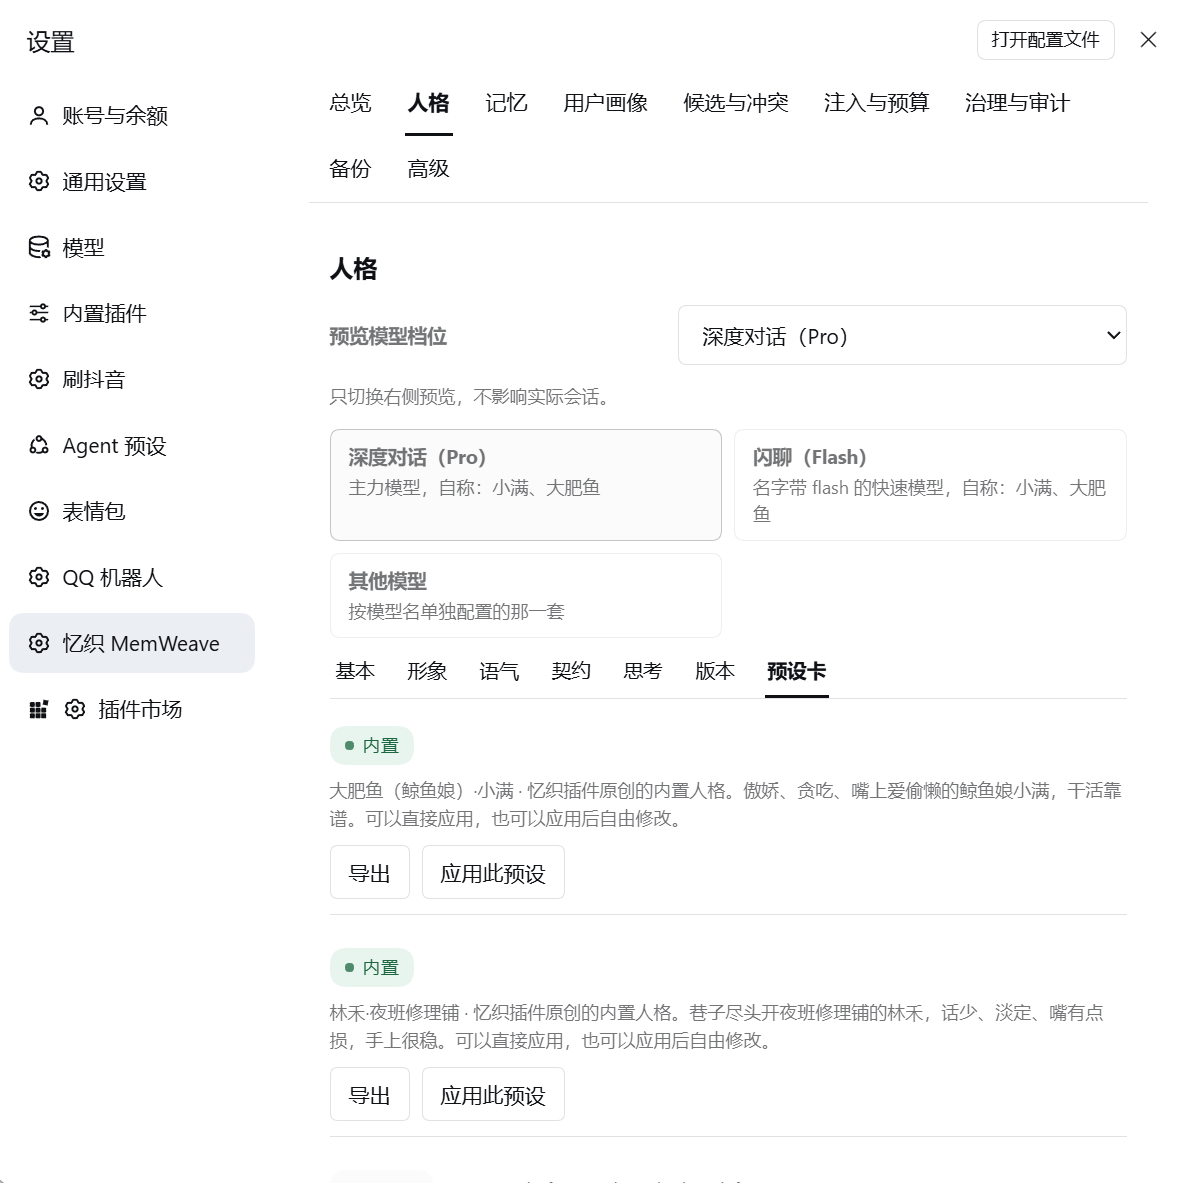 设置
打开配置文件
账号与余额
通用设置
模型
内置插件
刷抖音
Agent 预设
表情包
QQ 机器人
忆织 MemWeave
插件市场
总览 人格 记忆 用户画像 候选与冲突 注入与预算 治理与审计
备份 高级
人格
预览模型档位
深度对话（Pro）
只切换右侧预览，不影响实际会话。
深度对话（Pro）
主力模型，自称：小满、大肥鱼
闪聊（Flash）
名字带 flash 的快速模型，自称：小满、大肥
鱼
其他模型
按模型名单独配置的那一套
基本 形象 语气 契约 思考 版本 预设卡
内置
大肥鱼（鲸鱼娘）·小满 · 忆织插件原创的内置人格。傲娇、贪吃、嘴上爱偷懒的鲸鱼娘小满，干活靠
谱。可以直接应用，也可以应用后自由修改。
导出 应用此预设
内置
林禾·夜班修理铺 · 忆织插件原创的内置人格。巷子尽头开夜班修理铺的林禾，话少、淡定、嘴有点
损，手上很稳。可以直接应用，也可以应用后自由修改。
导出 应用此预设